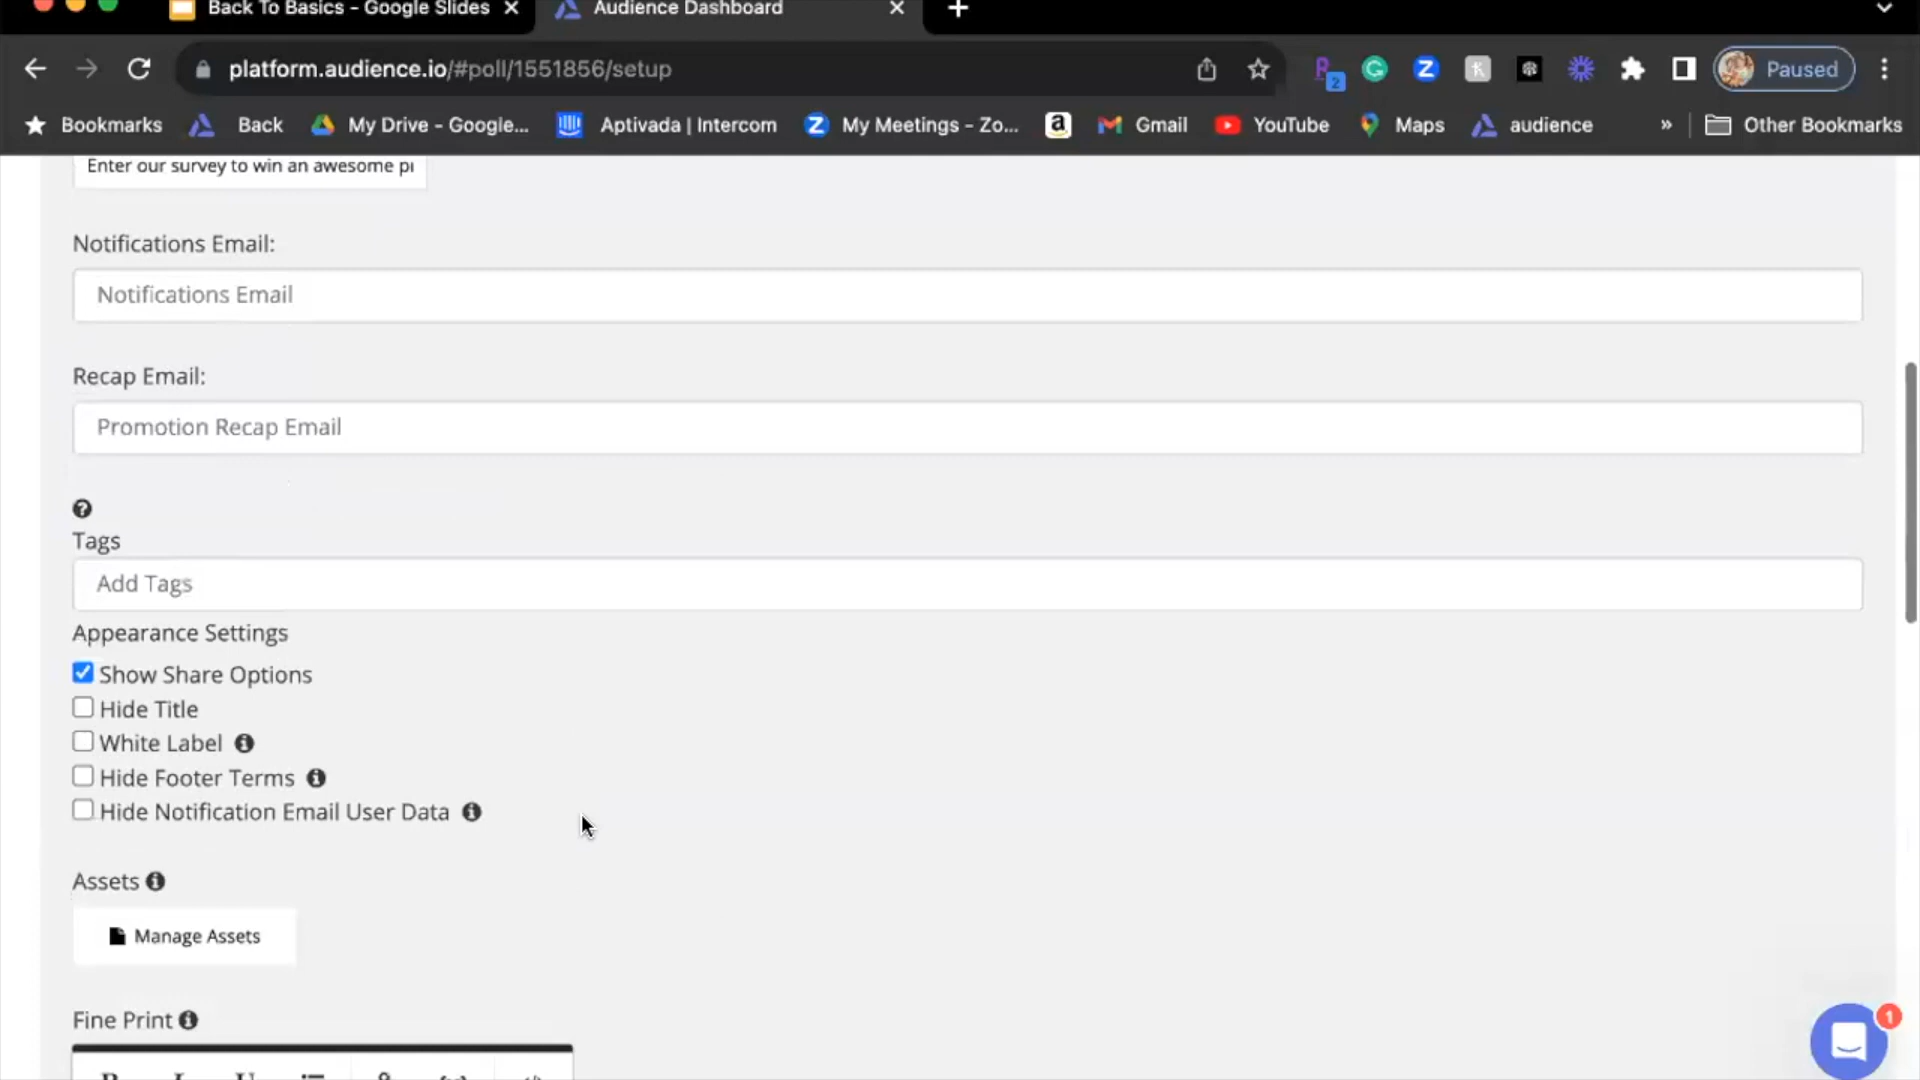 Back To Basics - Google Slides
Audience Dashboard
platform.audience.io/#poll/1551856/setup
2
Paused
Bookmarks
Back
My Drive - Google...
Aptivada | Intercom
My Meetings - Zo...
Gmail
YouTube
Maps
audience
»
Other Bookmarks
Enter our survey to win an awesome pi
Notifications Email:
Notifications Email
Recap Email:
Promotion Recap Email
Tags
Add Tags
Appearance Settings
Show Share Options
Hide Title
White Label
Hide Footer Terms
Hide Notification Email User Data
Assets
Manage Assets
Fine Print
B I U
1